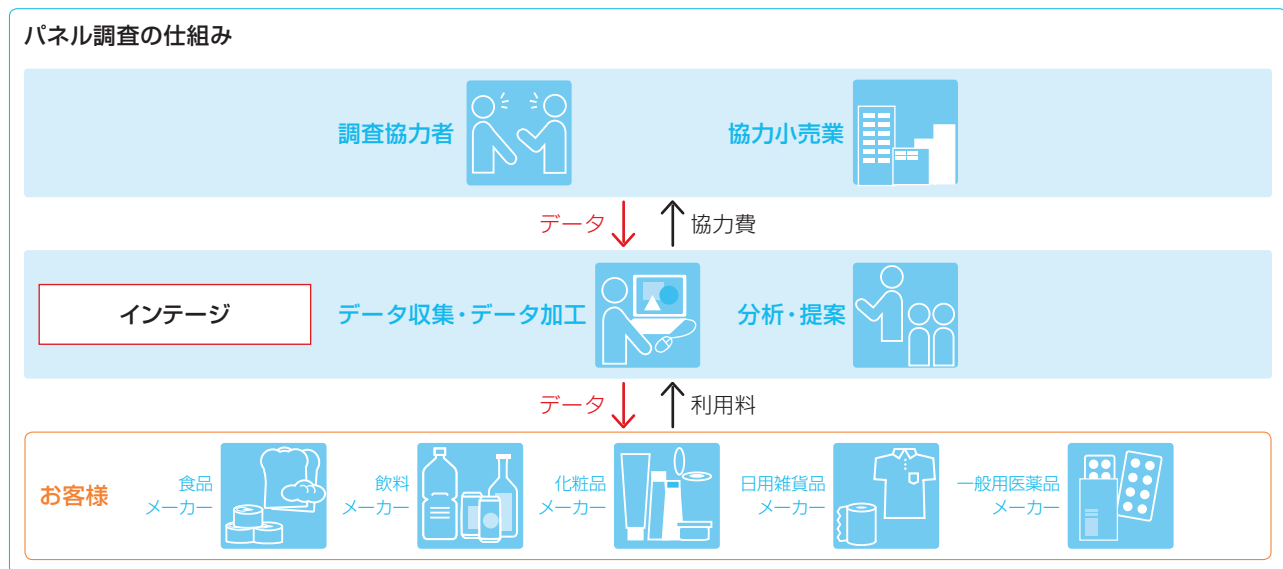 パネル調査の仕組み
調査協力者
協力小売業
データ
協力費
インテージ
データ収集・データ加工
分析・提案
データ
利用料
お客様
食品
メーカー
飲料
メーカー
化粧品
メーカー
日用雑貨品
メーカー
一般用医薬品
メーカー